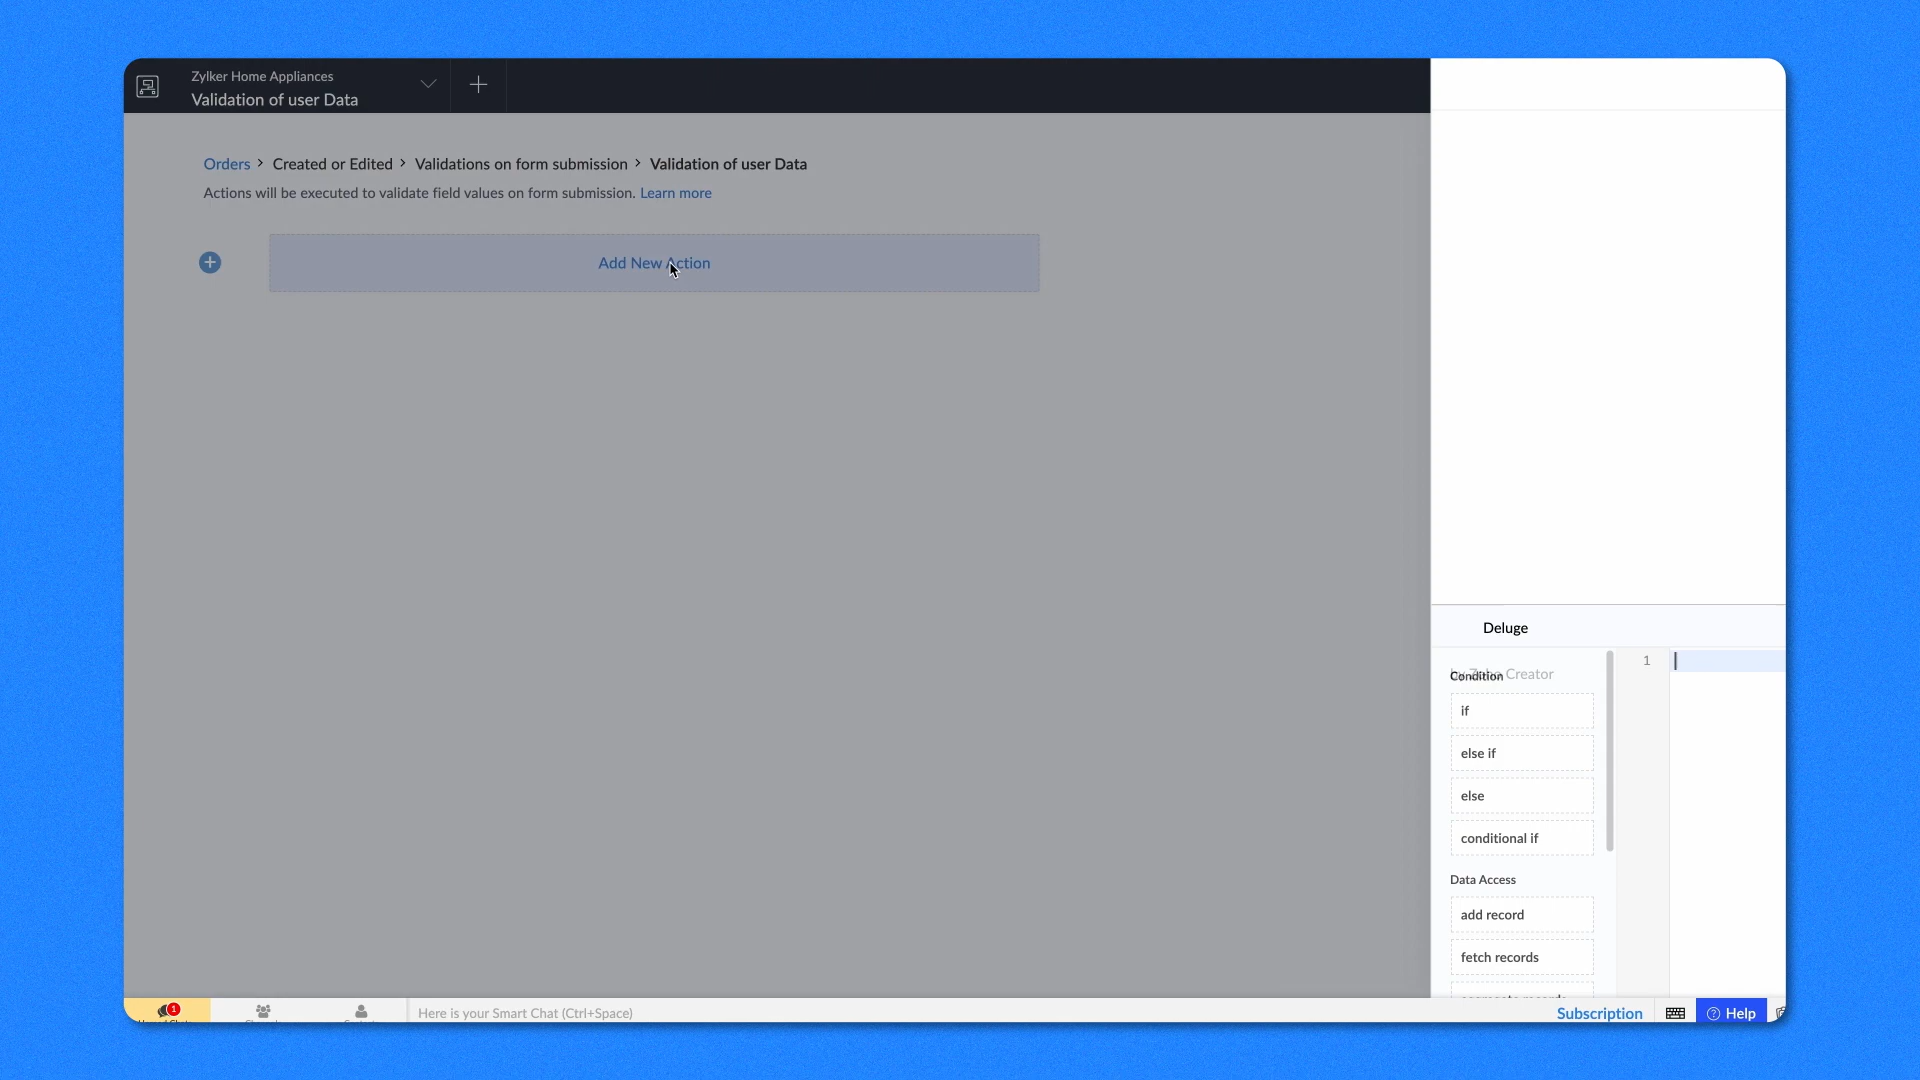 Zylker Home Appliances
Validation of user Data
Orders > Created or Edited > Validations on form submission > Validation of user Data
Actions will be executed to validate field values on form submission. Learn more
Add New Action
Deluge
Condition
Creator
1
if
else if
else
conditional if
Data Access
add record
fetch records
1
Here is your Smart Chat (Ctrl+Space)
Subscription
Help